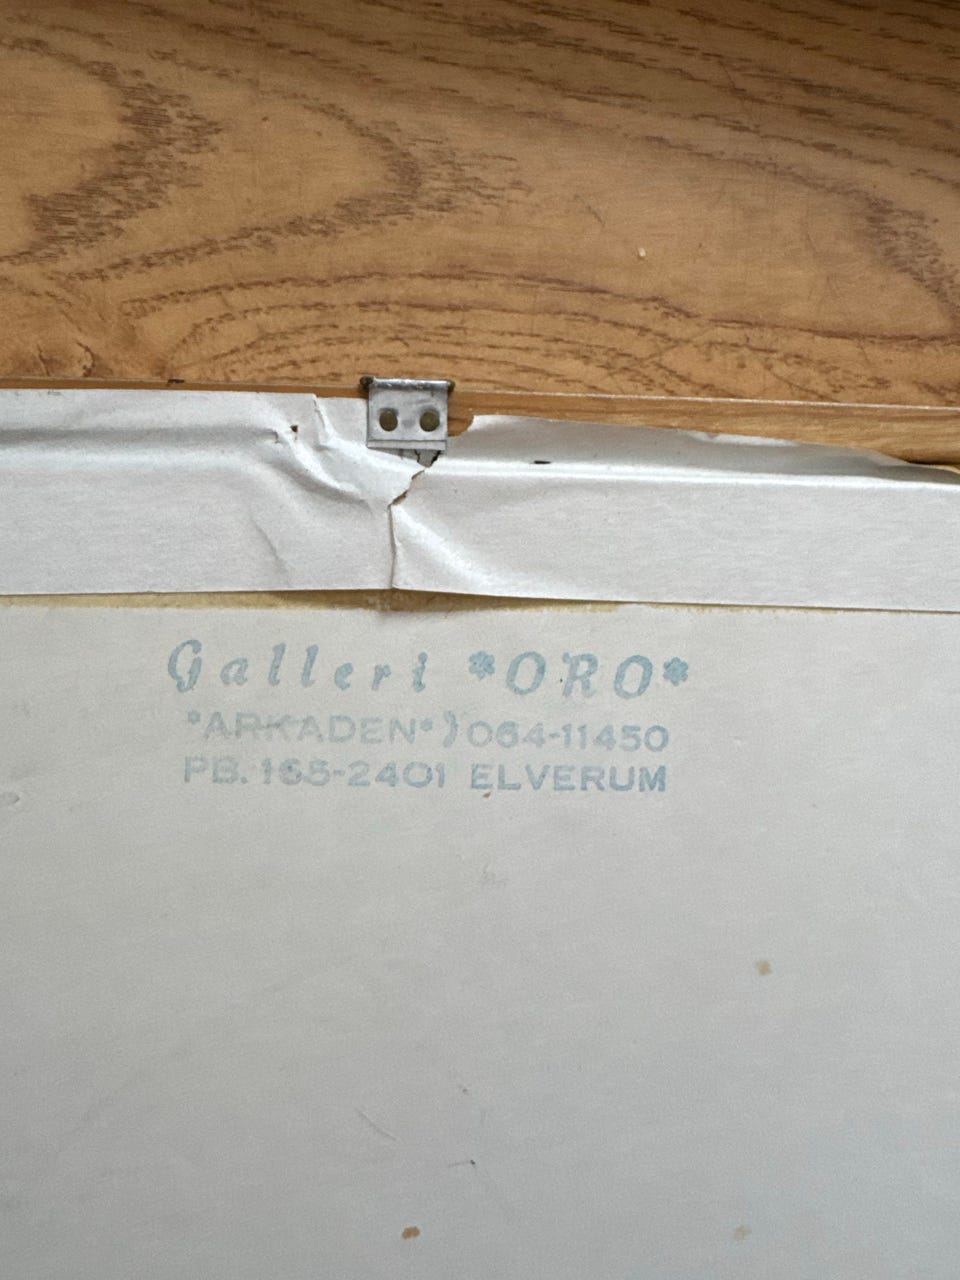 Galleri *ORO*
*ARKADEN* ) 064-11450
PB. 165-2401 ELVERUM